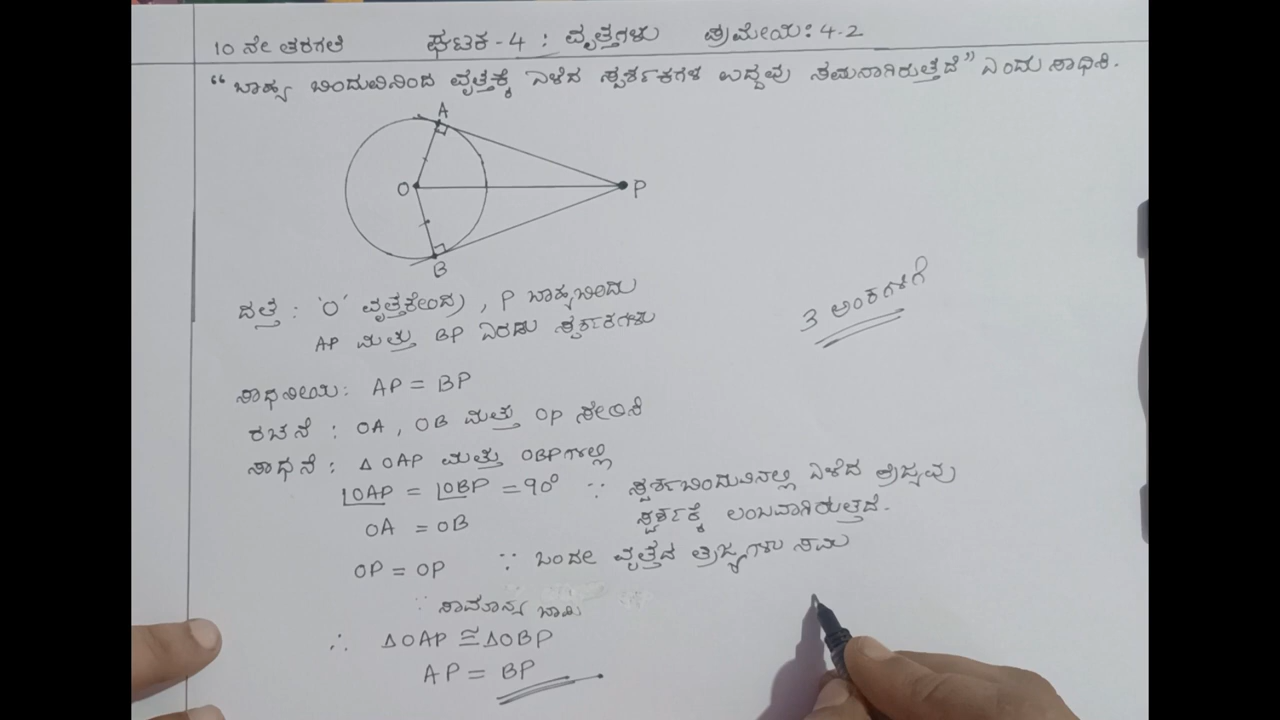 10 ನೇ ತರಗತಿ ಘಟಕ - 4 : ವೃತ್ತಗಳು ಪ್ರಮೇಯ: 4.2
“ ಬಾಹ್ಯ ಬಿಂದುವಿನಿಂದ ವೃತ್ತಕ್ಕೆ ಎಳೆದ ಸ್ಪರ್ಶಕಗಳ ಉದ್ದವು ಸಮನಾಗಿರುತ್ತದೆ” ಎಂದು ಸಾಧಿಸಿ.
A
O
P
B
ದತ್ತ : 'O' ವೃತ್ತಕೇಂದ್ರ, P ಬಾಹ್ಯಬಿಂದು
AP ಮತ್ತು BP ಎರಡು ಸ್ಪರ್ಶಕಗಳು
3 ಅಂಕಗಳಿಗೆ
ಸಾಧನೀಯ: AP = BP
ರಚನೆ : OA , OB ಮತ್ತು OP ಸೇರಿಸಿ
ಸಾಧನೆ : Δ OAP ಮತ್ತು OBPಗಳಲ್ಲಿ
∠OAP = ∠OBP = 90° ∵ ಸ್ಪರ್ಶಬಿಂದುವಿನಲ್ಲಿ ಎಳೆದ ತ್ರಿಜ್ಯವು
OA = OB ಸ್ಪರ್ಶಕ್ಕೆ ಲಂಬವಾಗಿರುತ್ತದೆ.
OP = OP ∵ ಒಂದೇ ವೃತ್ತದ ತ್ರಿಜ್ಯಗಳು ಸಮ
∵ ಸಾಮಾನ್ಯ ಬಾಹು
∴ ΔOAP ≅ ΔOBP
AP = BP